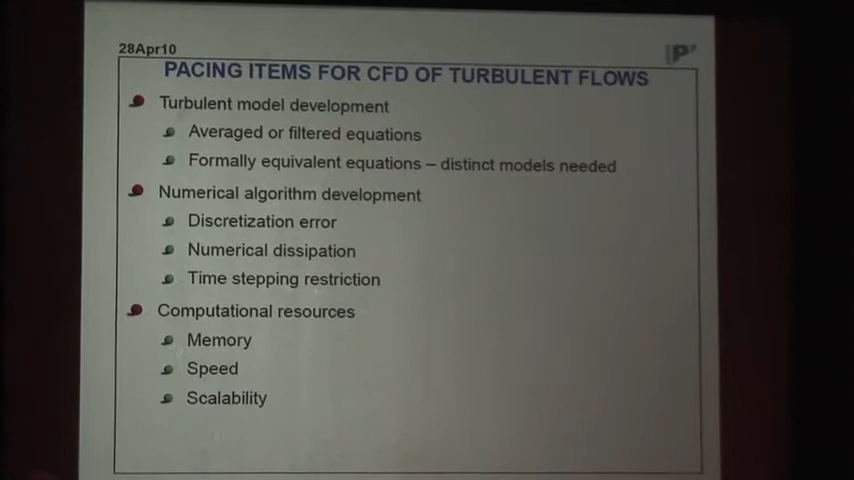 28Apr10
P
PACING ITEMS FOR CFD OF TURBULENT FLOWS
Turbulent model development
Averaged or filtered equations
Formally equivalent equations – distinct models needed
Numerical algorithm development
Discretization error
Numerical dissipation
Time stepping restriction
Computational resources
Memory
Speed
Scalability